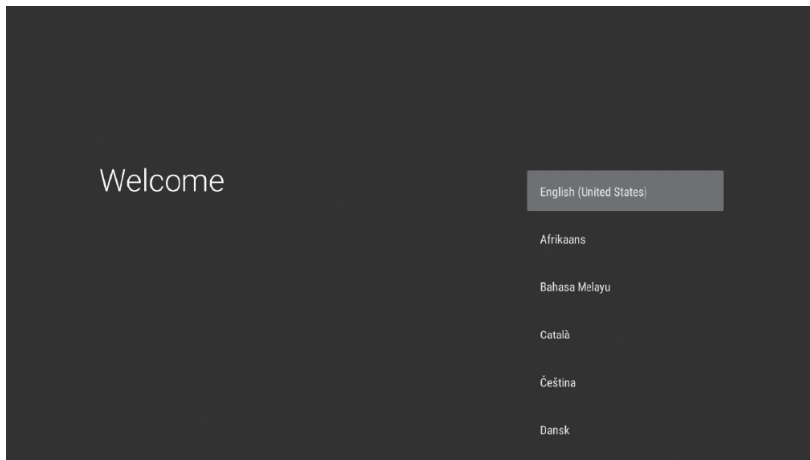 Welcome
English (United States)
Afrikaans
Bahasa Melayu
Català
Čeština
Dansk